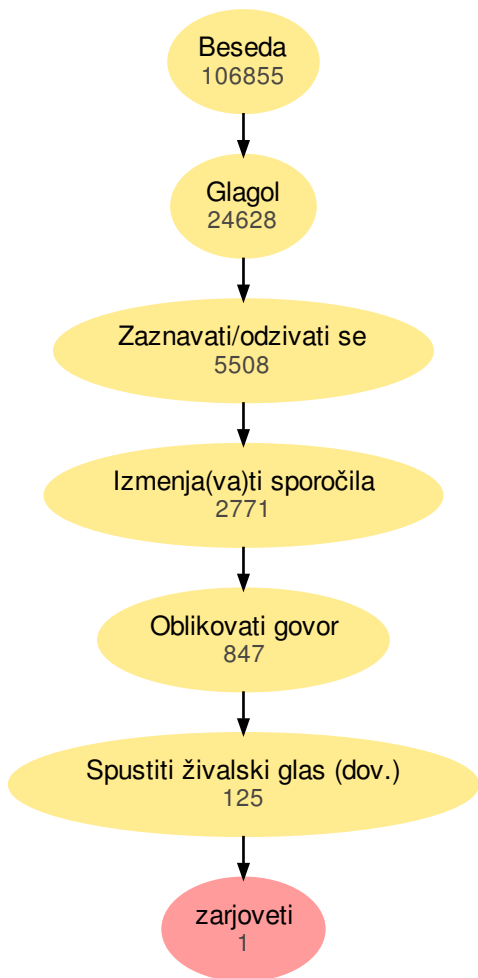 Beseda
106855
Glagol
24628
Zaznavati/odzivati se
5508
Izmenja(va)ti sporočila
2771
Oblikovati govor
847
Spustiti živalski glas (dov.)
125
zarjoveti
1